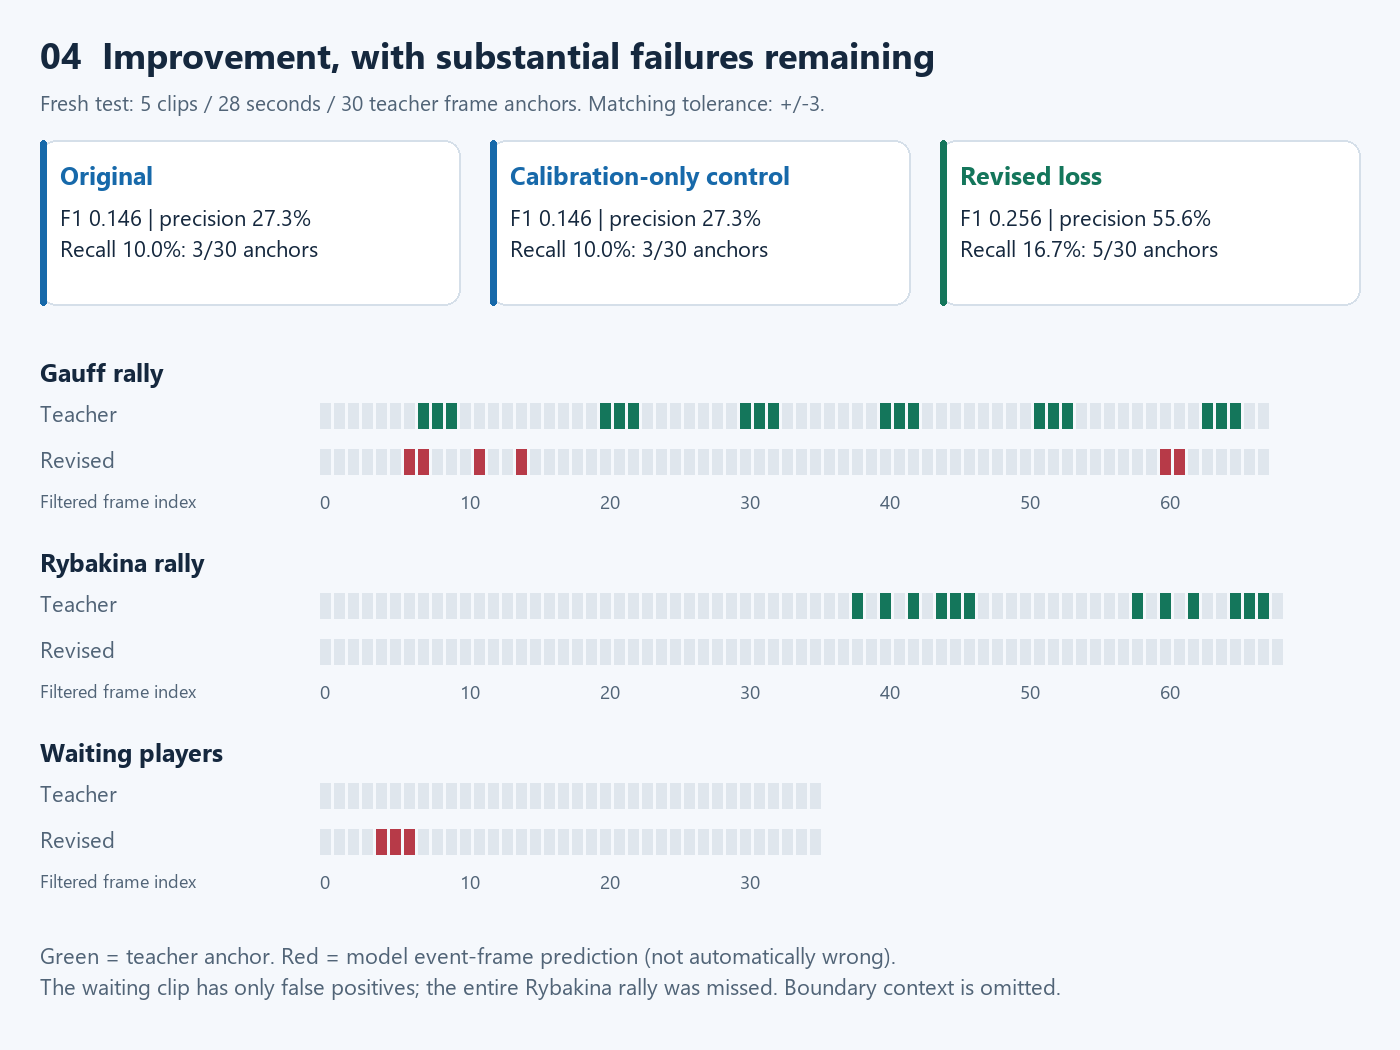 04 Improvement, with substantial failures remaining
Fresh test: 5 clips / 28 seconds / 30 teacher frame anchors. Matching tolerance: +/-3.
Original
F1 0.146 | precision 27.3%
Recall 10.0%: 3/30 anchors
Calibration-only control
F1 0.146 | precision 27.3%
Recall 10.0%: 3/30 anchors
Revised loss
F1 0.256 | precision 55.6%
Recall 16.7%: 5/30 anchors
Gauff rally
Teacher
Revised
Filtered frame index
0 10 20 30 40 50 60
Rybakina rally
Teacher
Revised
Filtered frame index
0 10 20 30 40 50 60
Waiting players
Teacher
Revised
Filtered frame index
0 10 20 30
Green = teacher anchor. Red = model event-frame prediction (not automatically wrong).
The waiting clip has only false positives; the entire Rybakina rally was missed. Boundary context is omitted.